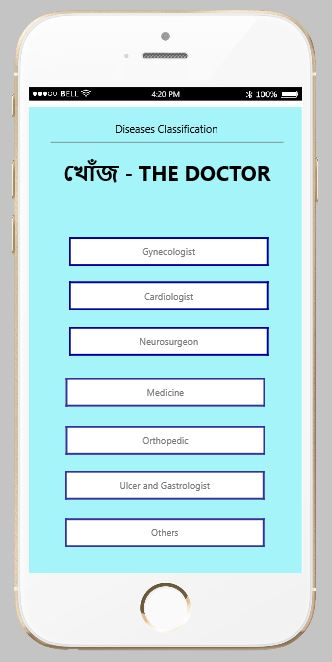 BELL 4:20 PM 100%
Diseases Classification
খোঁজ - THE DOCTOR
Gynecologist
Cardiologist
Neurosurgeon
Medicine
Orthopedic
Ulcer and Gastrologist
Others